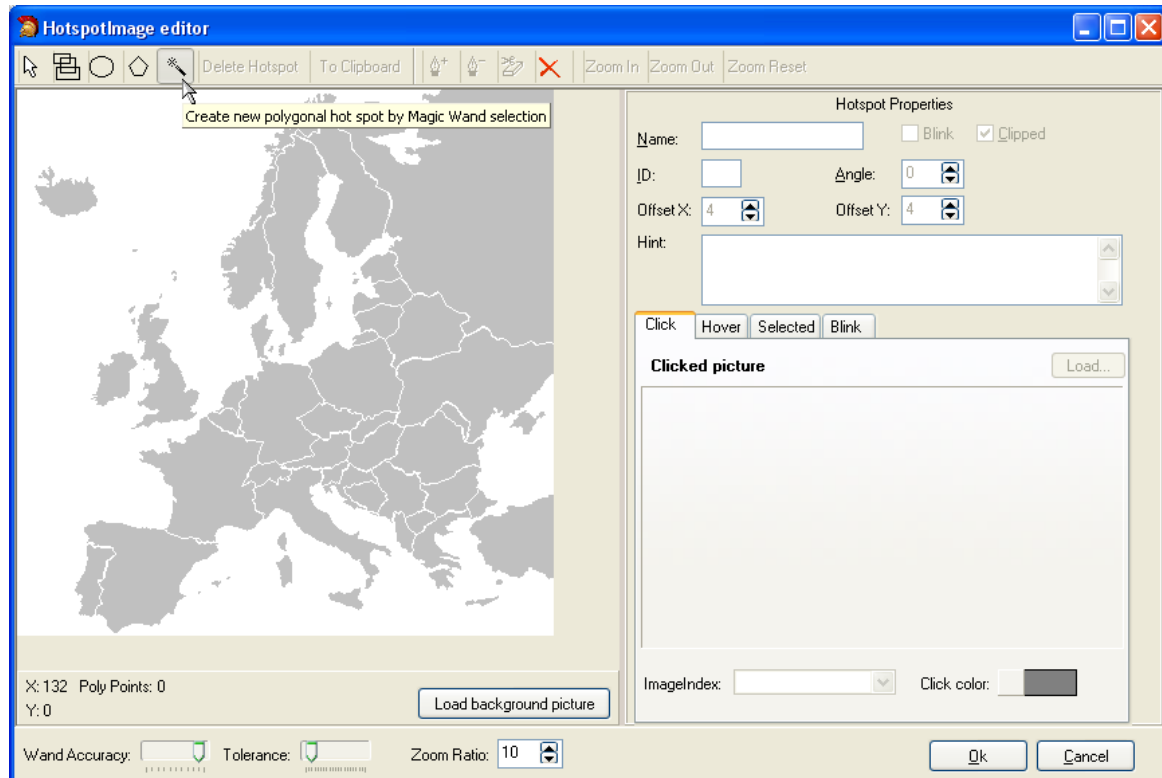 HotspotImage editor
Delete Hotspot To Clipboard Zoom In Zoom Out Zoom Reset
Create new polygonal hot spot by Magic Wand selection
Hotspot Properties
Name: Blink Clipped
ID: Angle: 0
Offset X: 4 Offset Y: 4
Hint:
Click Hover Selected Blink
Clicked picture Load...
ImageIndex: Click color:
X: 132 Poly Points: 0
Y: 0
Load background picture
Wand Accuracy: Tolerance: Zoom Ratio: 10 Ok Cancel